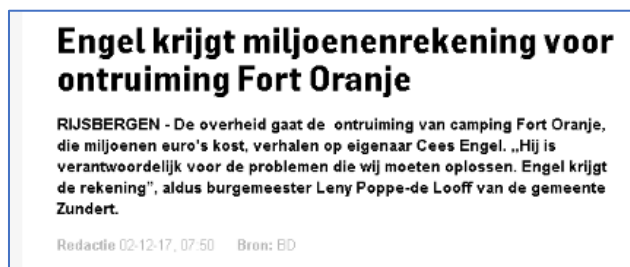 Engel krijgt miljoenenrekening voor
ontruiming Fort Oranje
RIJSBERGEN - De overheid gaat de  ontruiming van camping Fort Oranje,
die miljoenen euro's kost, verhalen op eigenaar Cees Engel. „Hij is
verantwoordelijk voor de problemen die wij moeten oplossen. Engel krijgt
de rekening”, aldus burgemeester Leny Poppe-de Looff van de gemeente
Zundert.
Redactie 02-12-17, 07:50 Bron: BD